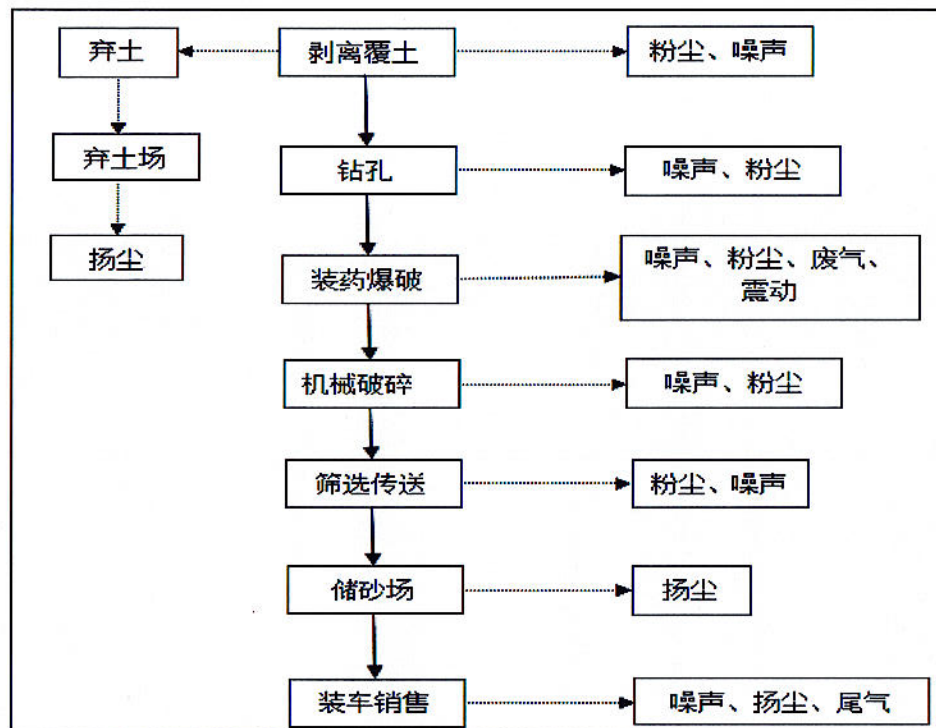 弃土
剥离覆土
粉尘、噪声
弃土场
钻孔
噪声、粉尘
扬尘
装药爆破
噪声、粉尘、废气、
震动
机械破碎
噪声、粉尘
筛选传送
粉尘、噪声
储砂场
扬尘
装车销售
噪声、扬尘、尾气